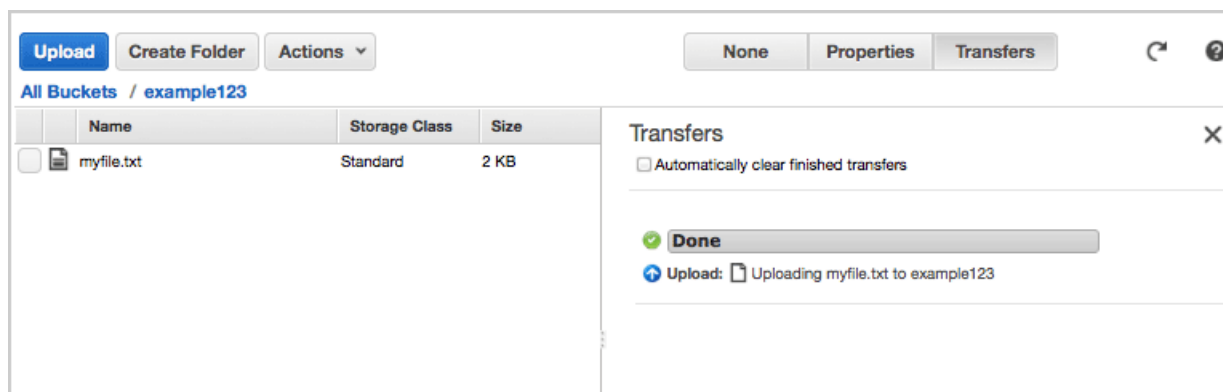 Upload Create Folder Actions None Properties Transfers
All Buckets / example123
Name Storage Class Size
myfile.txt Standard 2 KB
Transfers
Automatically clear finished transfers
Done
Upload: Uploading myfile.txt to example123